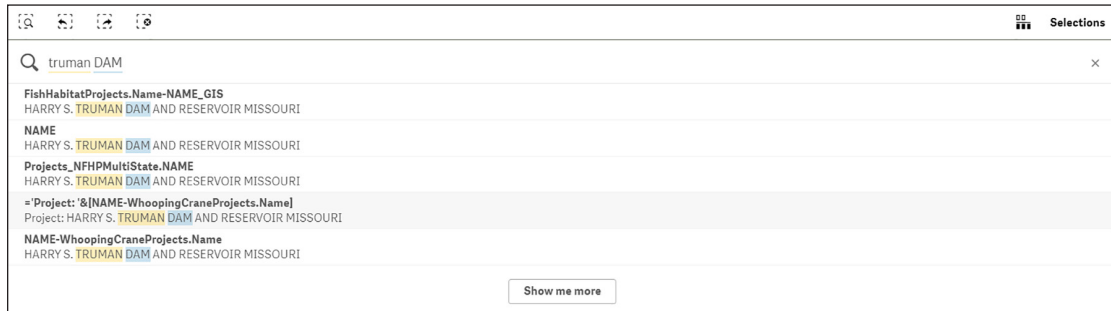 Selections
truman DAM
FishHabitatProjects.Name-NAME_GIS
HARRY S. TRUMAN DAM AND RESERVOIR MISSOURI
NAME
HARRY S. TRUMAN DAM AND RESERVOIR MISSOURI
Projects_NFHPMultiState.NAME
HARRY S. TRUMAN DAM AND RESERVOIR MISSOURI
='Project: '&[NAME-WhoopingCraneProjects.Name]
Project: HARRY S. TRUMAN DAM AND RESERVOIR MISSOURI
NAME-WhoopingCraneProjects.Name
HARRY S. TRUMAN DAM AND RESERVOIR MISSOURI
Show me more